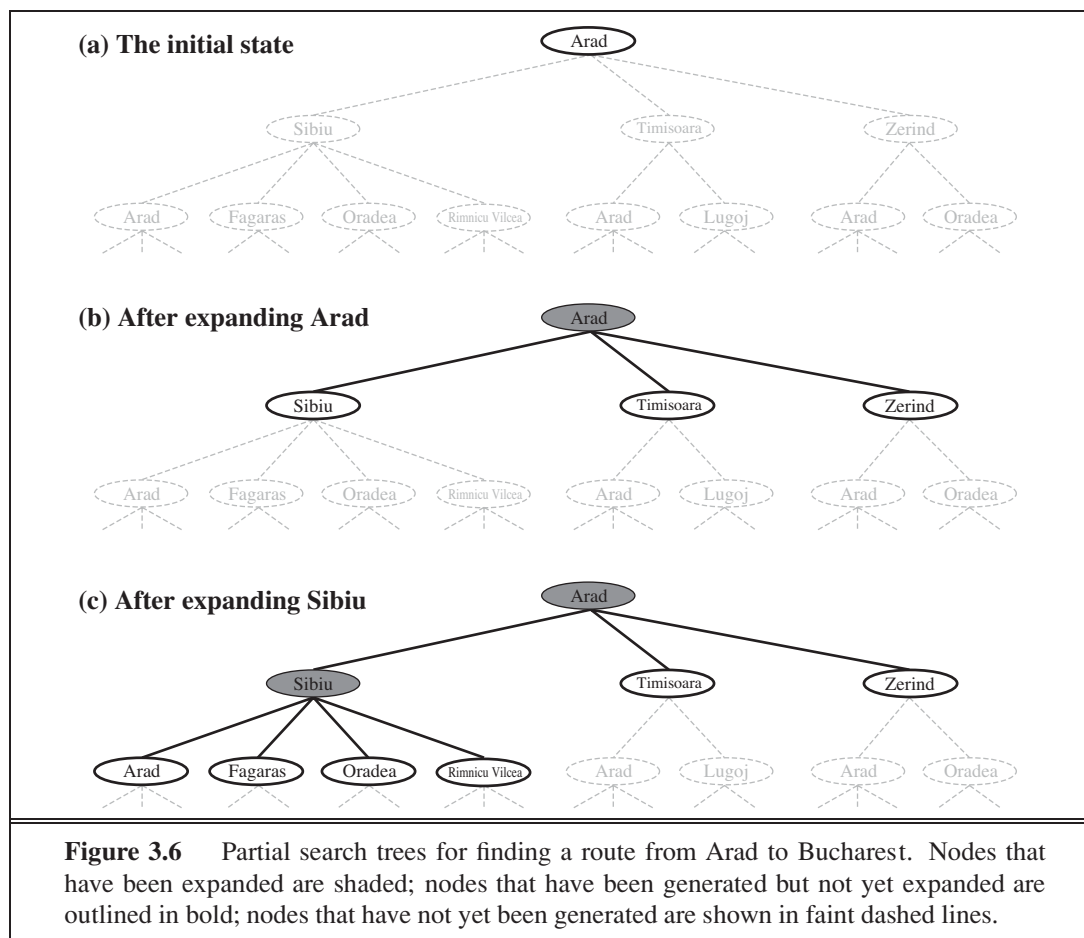 (a) The initial state
Arad
Sibiu Timisoara Zerind
Arad Fagaras Oradea Rimnicu Vilcea Arad Lugoj Arad Oradea
(b) After expanding Arad
Arad
Sibiu Timisoara Zerind
Arad Fagaras Oradea Rimnicu Vilcea Arad Lugoj Arad Oradea
(c) After expanding Sibiu
Arad
Sibiu Timisoara Zerind
Arad Fagaras Oradea Rimnicu Vilcea Arad Lugoj Arad Oradea
Figure 3.6 Partial search trees for finding a route from Arad to Bucharest. Nodes that
have been expanded are shaded; nodes that have been generated but not yet expanded are
outlined in bold; nodes that have not yet been generated are shown in faint dashed lines.